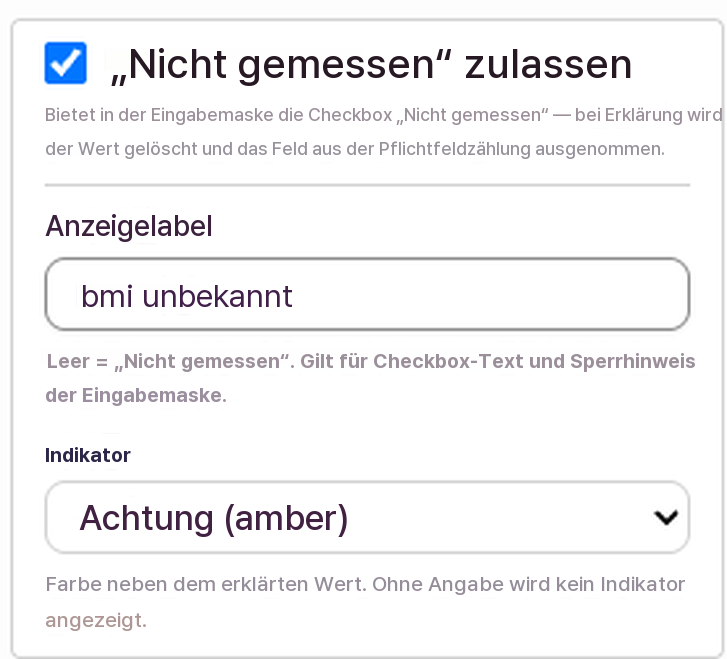 „Nicht gemessen“ zulassen
Bietet in der Eingabemaske die Checkbox „Nicht gemessen“ — bei Erklärung wird
der Wert gelöscht und das Feld aus der Pflichtfeldzählung ausgenommen.
Anzeigelabel
bmi unbekannt
Leer = „Nicht gemessen“. Gilt für Checkbox-Text und Sperrhinweis
der Eingabemaske.
Indikator
Achtung (amber)
Farbe neben dem erklärten Wert. Ohne Angabe wird kein Indikator
angezeigt.